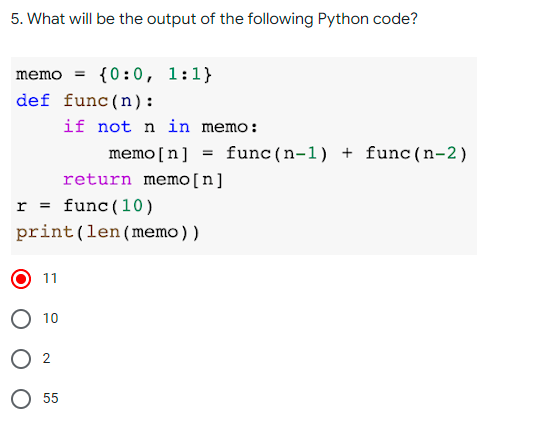 5. What will be the output of the following Python code?
memo = {0:0, 1:1}
def func(n):
    if not n in memo:
        memo[n] = func(n-1) + func(n-2)
    return memo[n]
r = func(10)
print(len(memo))
11
10
2
55